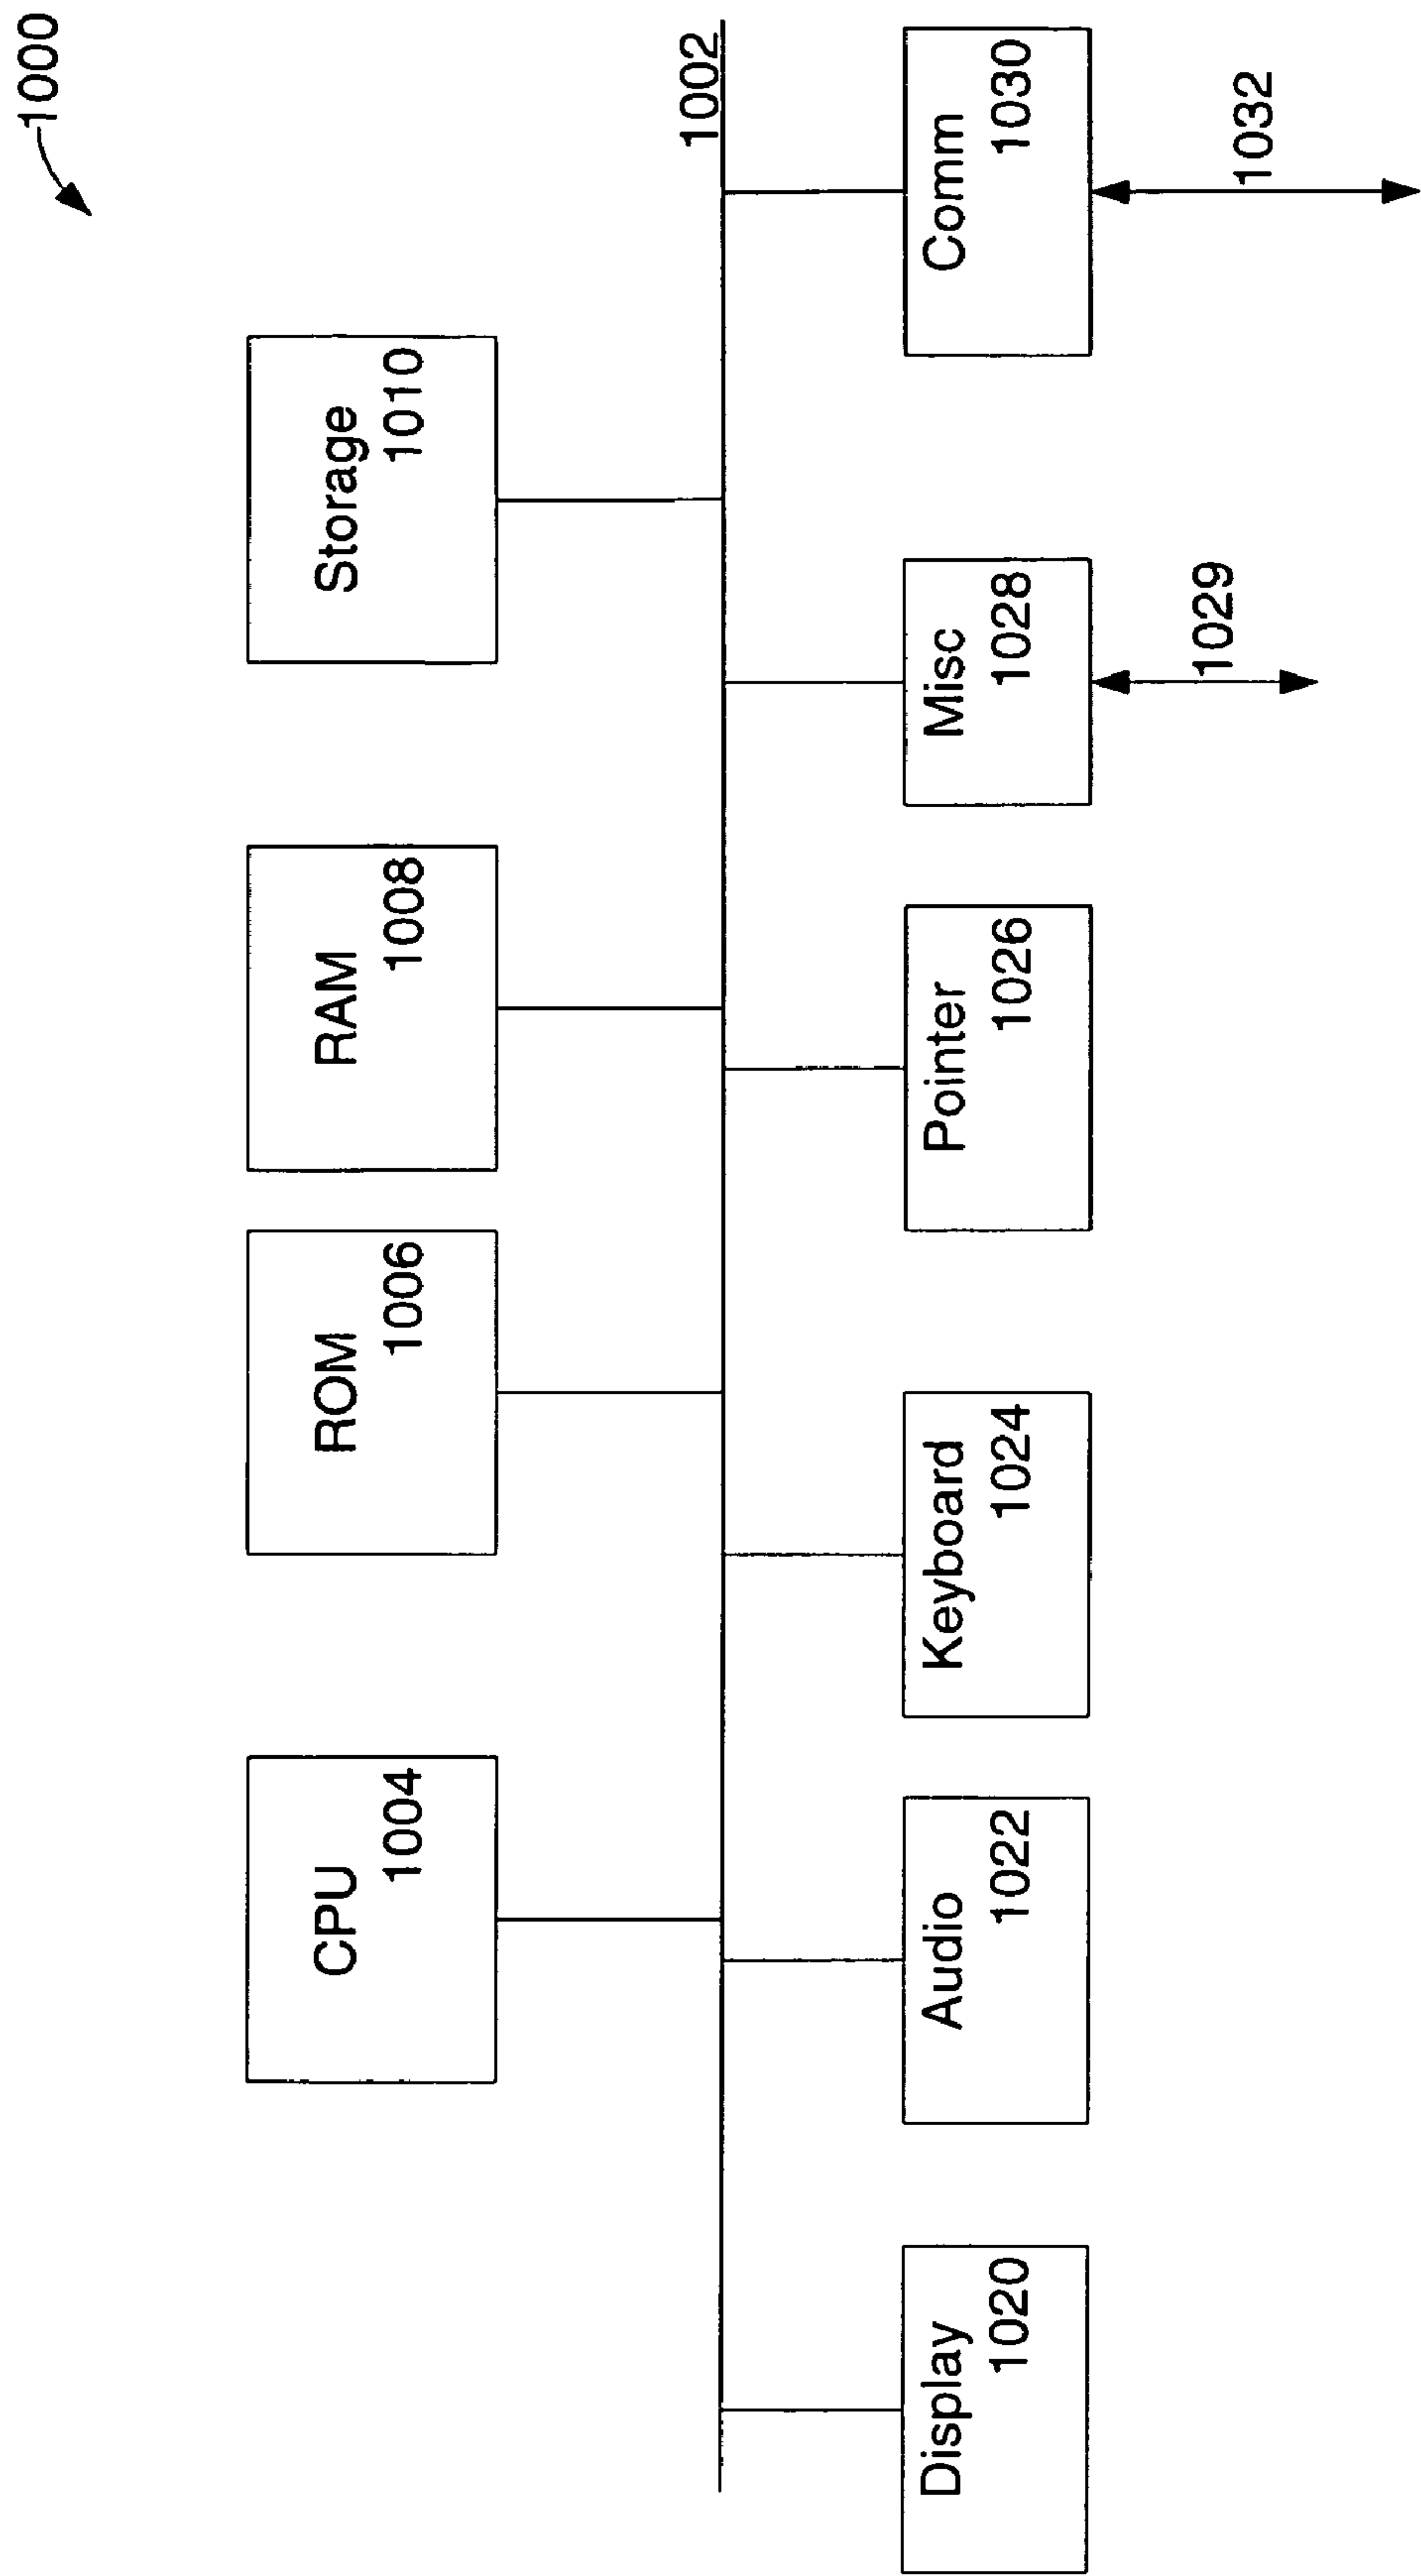 1000
CPU
1004
ROM
1006
RAM
1008
Storage
1010
1002
Display
1020
Audio
1022
Keyboard
1024
Pointer
1026
Misc
1028
Comm
1030
1029
1032